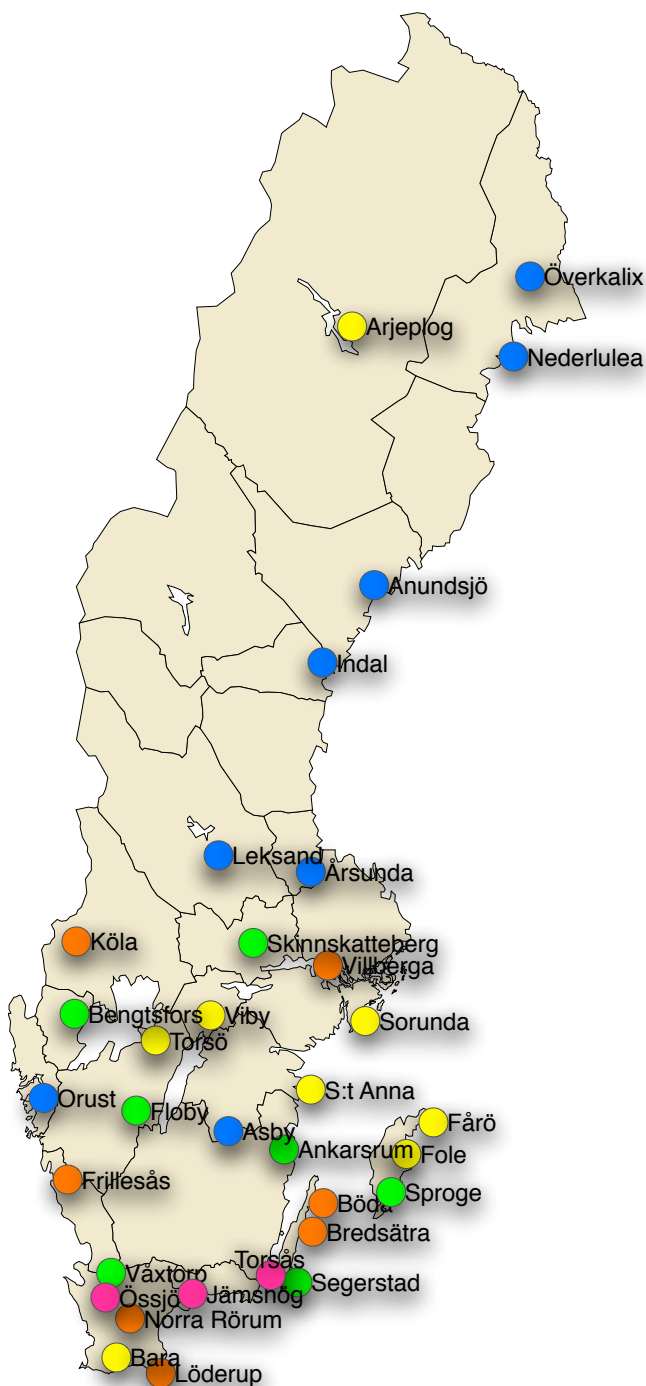 Överkalix
Arjeplog
Nederlulea
Anundsjö
Indal
Leksand
Årsunda
Köla
Skinnskatteberg
Villberga
Bengtsfors
Viby
Sorunda
Torsö
S:t Anna
Orust
Floby
Fårö
Asby
Ankarsrum
Fole
Frillesås
Sproge
Böda
Bredsätra
Torsås
Våxtorp
Segerstad
Össjö
Jämshög
Norra Rörum
Bara
Löderup